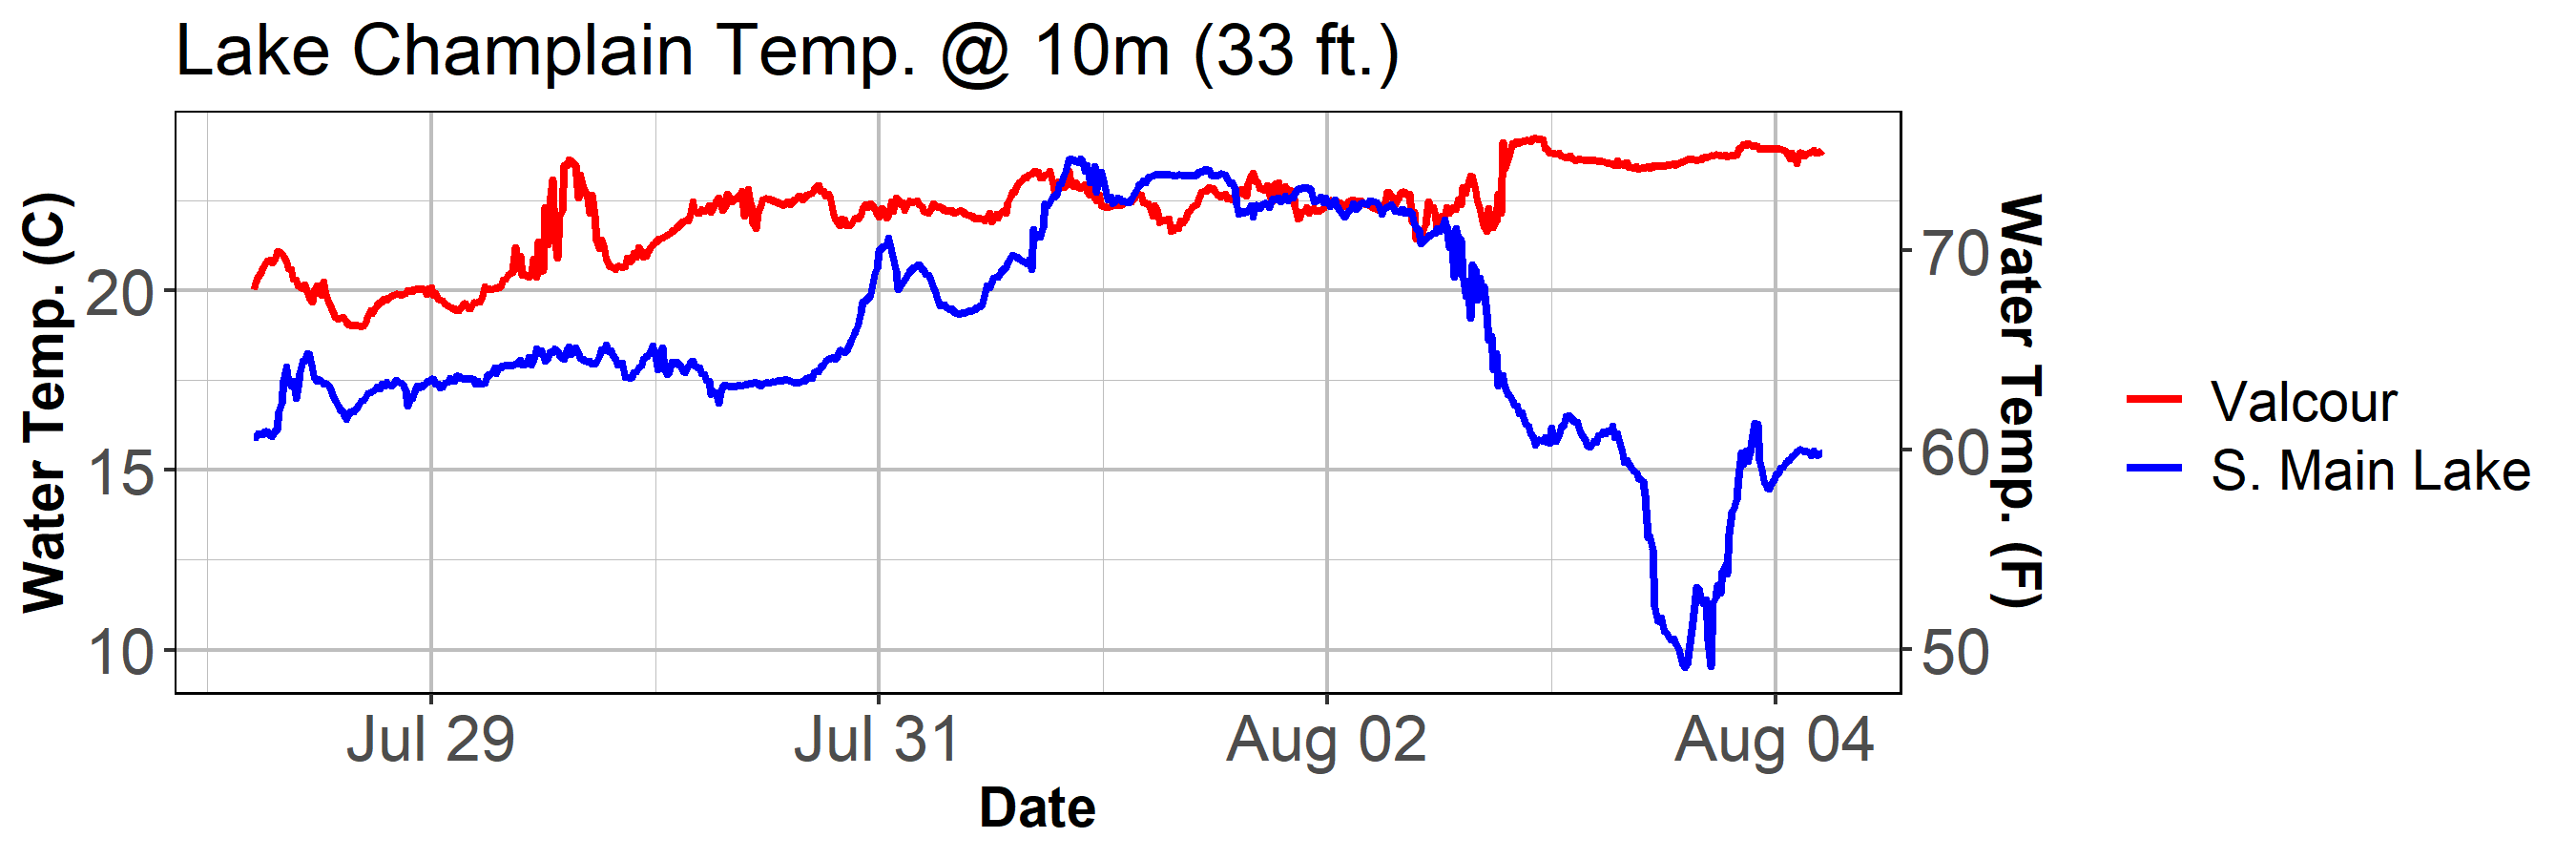 Lake Champlain Temp. @ 10m (33 ft.)
Water Temp. (C)
20
15
10
70
60
50
Water Temp. (F)
Valcour
S. Main Lake
Jul 29
Jul 31
Aug 02
Aug 04
Date